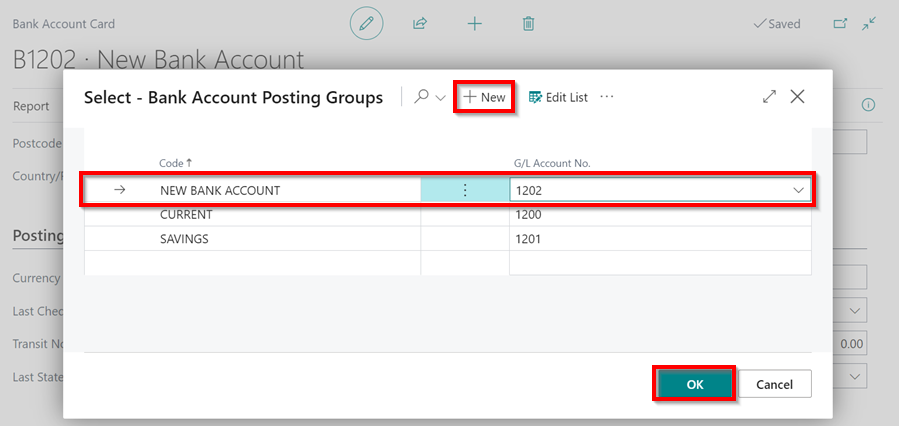 Bank Account Card
Saved
B1202 · New Bank Account
Select - Bank Account Posting Groups
New
Edit List
Report
Postcode
Code
G/L Account No.
Country/
NEW BANK ACCOUNT 1202
CURRENT 1200
SAVINGS 1201
Posting
Currency
Last Chec
Transit No
0.00
Last State
OK
Cancel